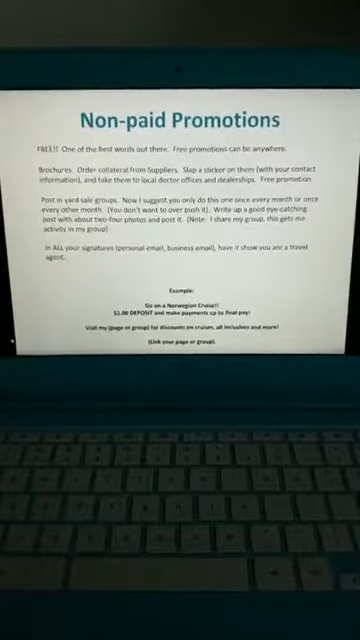 Non-paid Promotions
FREE!! One of the best words out there. Free promotions can be anywhere.
Brochures. Order collateral from Suppliers. Slap a sticker on them (with your contact
information), and take them to local doctor offices and dealerships. Free promotion
Post in yard sale groups. Now I suggest you only do this one once every month or once
every other month. (You don't want to over push it). Write up a good eye-catching
post with about two-four photos and post it. (Note: I share my group, this gets me
activity in my group)
In ALL your signatures (personal email, business email), have it show you are a travel
agent.
Example:
Go on a Norwegian Cruise!!
$1.00 DEPOSIT and make payments up to final pay!
Visit my (page or group) for discounts on cruises, all inclusives and more!
(Link your page or group).